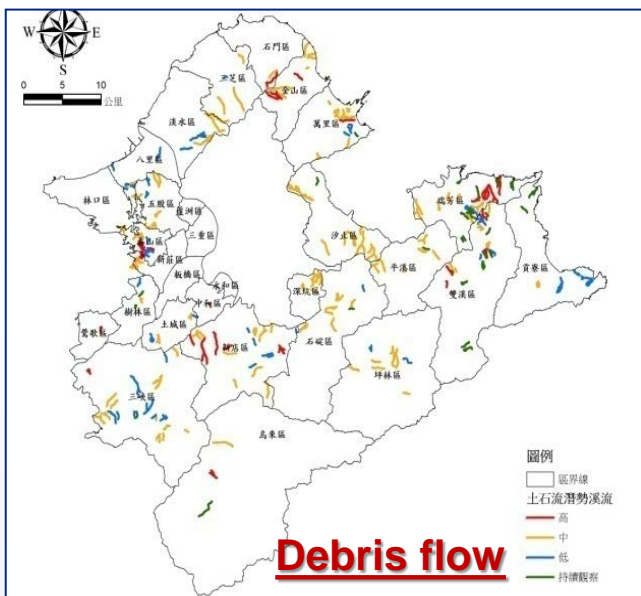 N
W E
S
0 5 10
公里
石門區
三芝區
金山區
淡水區
萬里區
八里區
林口區
五股區
蘆洲區
瑞芳區
汐止區
三重區
泰山區
新莊區
平溪區
貢寮區
板橋區
雙溪區
深坑區
永和區
中和區
樹林區
土城區
石碇區
鶯歌區
新店區
坪林區
三峽區
烏來區
圖例
區界線
土石流潛勢溪流
高
中
低
持續觀察
Debris flow